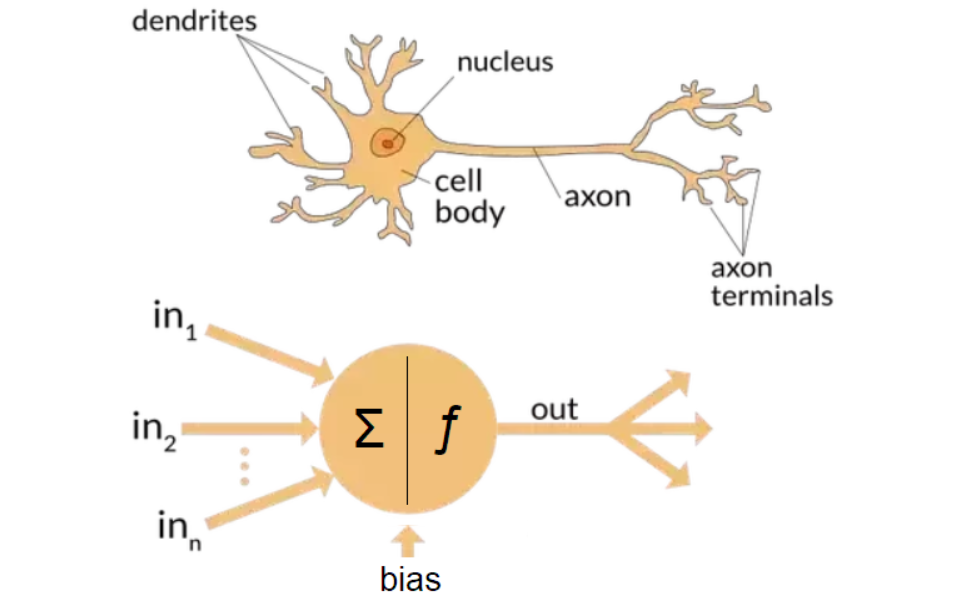 dendrites
nucleus
cell
body
axon
axon
terminals
in₁
in₂
inₙ
Σ
f
out
bias